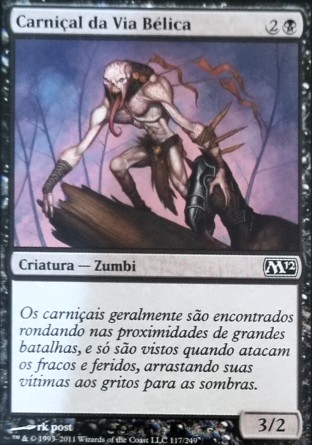 Carniçal da Via Bélica 2
Criatura — Zumbi M12
Os carniçais geralmente são encontrados
rondando nas proximidades de grandes
batalhas, e só são vistos quando atacam
os fracos e feridos, arrastando suas
vítimas aos gritos para as sombras.
rk post
™ & © 1993–2011 Wizards of the Coast LLC 117/249
3/2